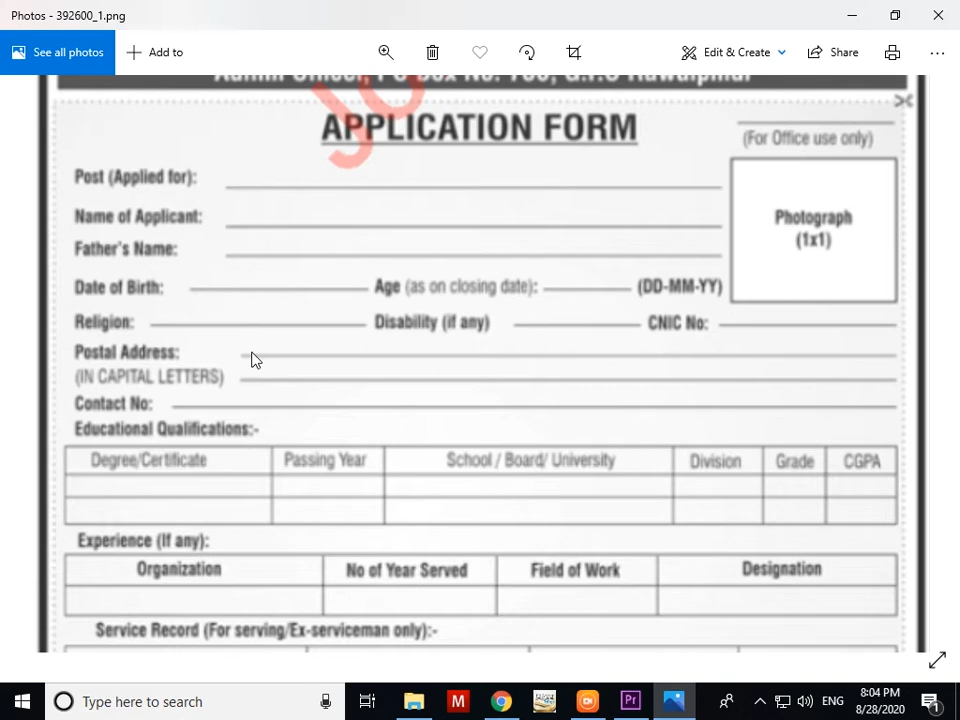 Photos - 392600_1.png
See all photos
Add to
Edit & Create
Share
Admin Officer, PO Box No. 758, G.P.O Rawalpindi
APPLICATION FORM
(For Office use only)
Post (Applied for):
Name of Applicant:
Photograph
(1x1)
Father's Name:
Date of Birth: Age (as on closing date): (DD-MM-YY)
Religion: Disability (if any) CNIC No:
Postal Address:
(IN CAPITAL LETTERS)
Contact No:
Educational Qualifications:-
Degree/Certificate Passing Year School / Board/ University Division Grade CGPA
Experience (If any):
Organization No of Year Served Field of Work Designation
Service Record (For serving/Ex-serviceman only):-
Type here to search
ENG
8:04 PM
8/28/2020